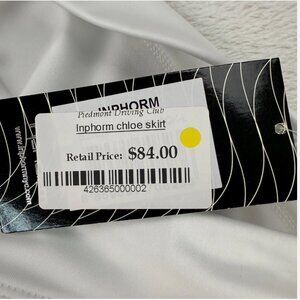 INPHORM
Piedmont Driving Club
Inphorm chloe skirt
Retail Price: $84.00
426365000002